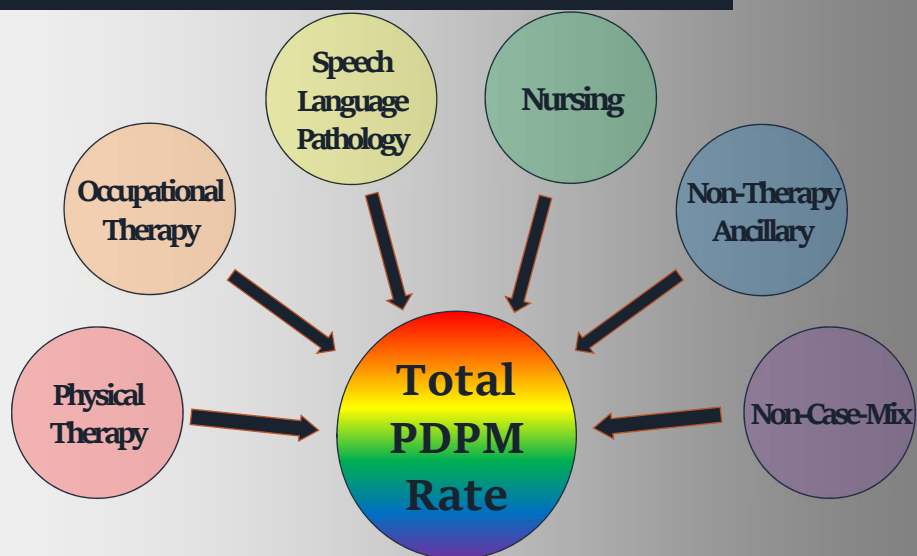 Speech
Language
Pathology
Nursing
Occupational
Therapy
Non-Therapy
Ancillary
Physical
Therapy
Total
PDPM
Rate
Non-Case-Mix